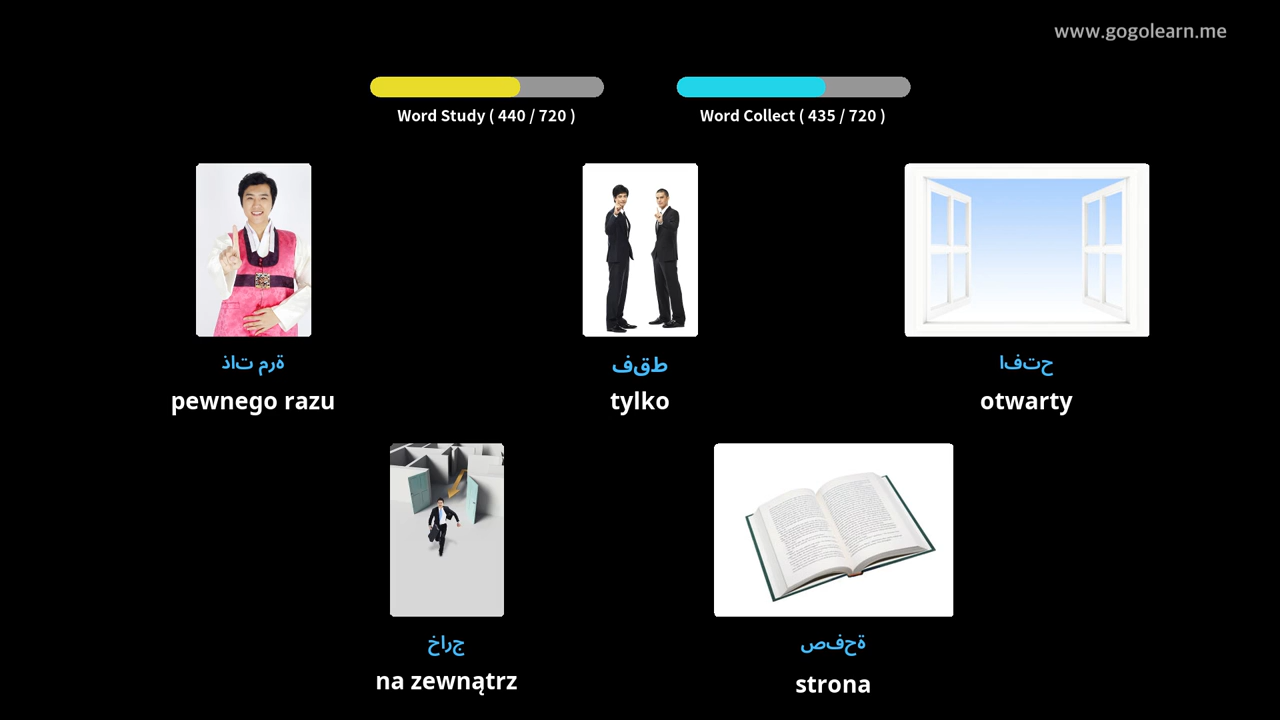 www.gogolearn.me
Word Study ( 440 / 720 )
Word Collect ( 435 / 720 )
ةرم تاذ
طقف
حتفا
pewnego razu
tylko
otwarty
جراخ
ةحفص
na zewnątrz
strona